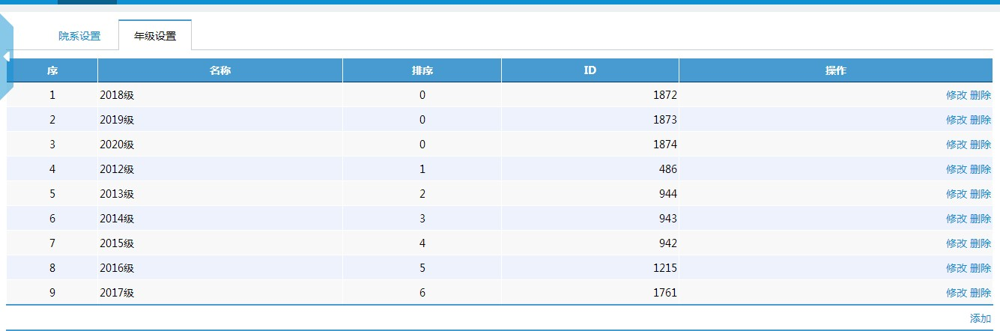 院系设置 年级设置
序 名称 排序 ID 操作
1 2018级 0 1872 修改 删除
2 2019级 0 1873 修改 删除
3 2020级 0 1874 修改 删除
4 2012级 1 486 修改 删除
5 2013级 2 944 修改 删除
6 2014级 3 943 修改 删除
7 2015级 4 942 修改 删除
8 2016级 5 1215 修改 删除
9 2017级 6 1761 修改 删除
添加